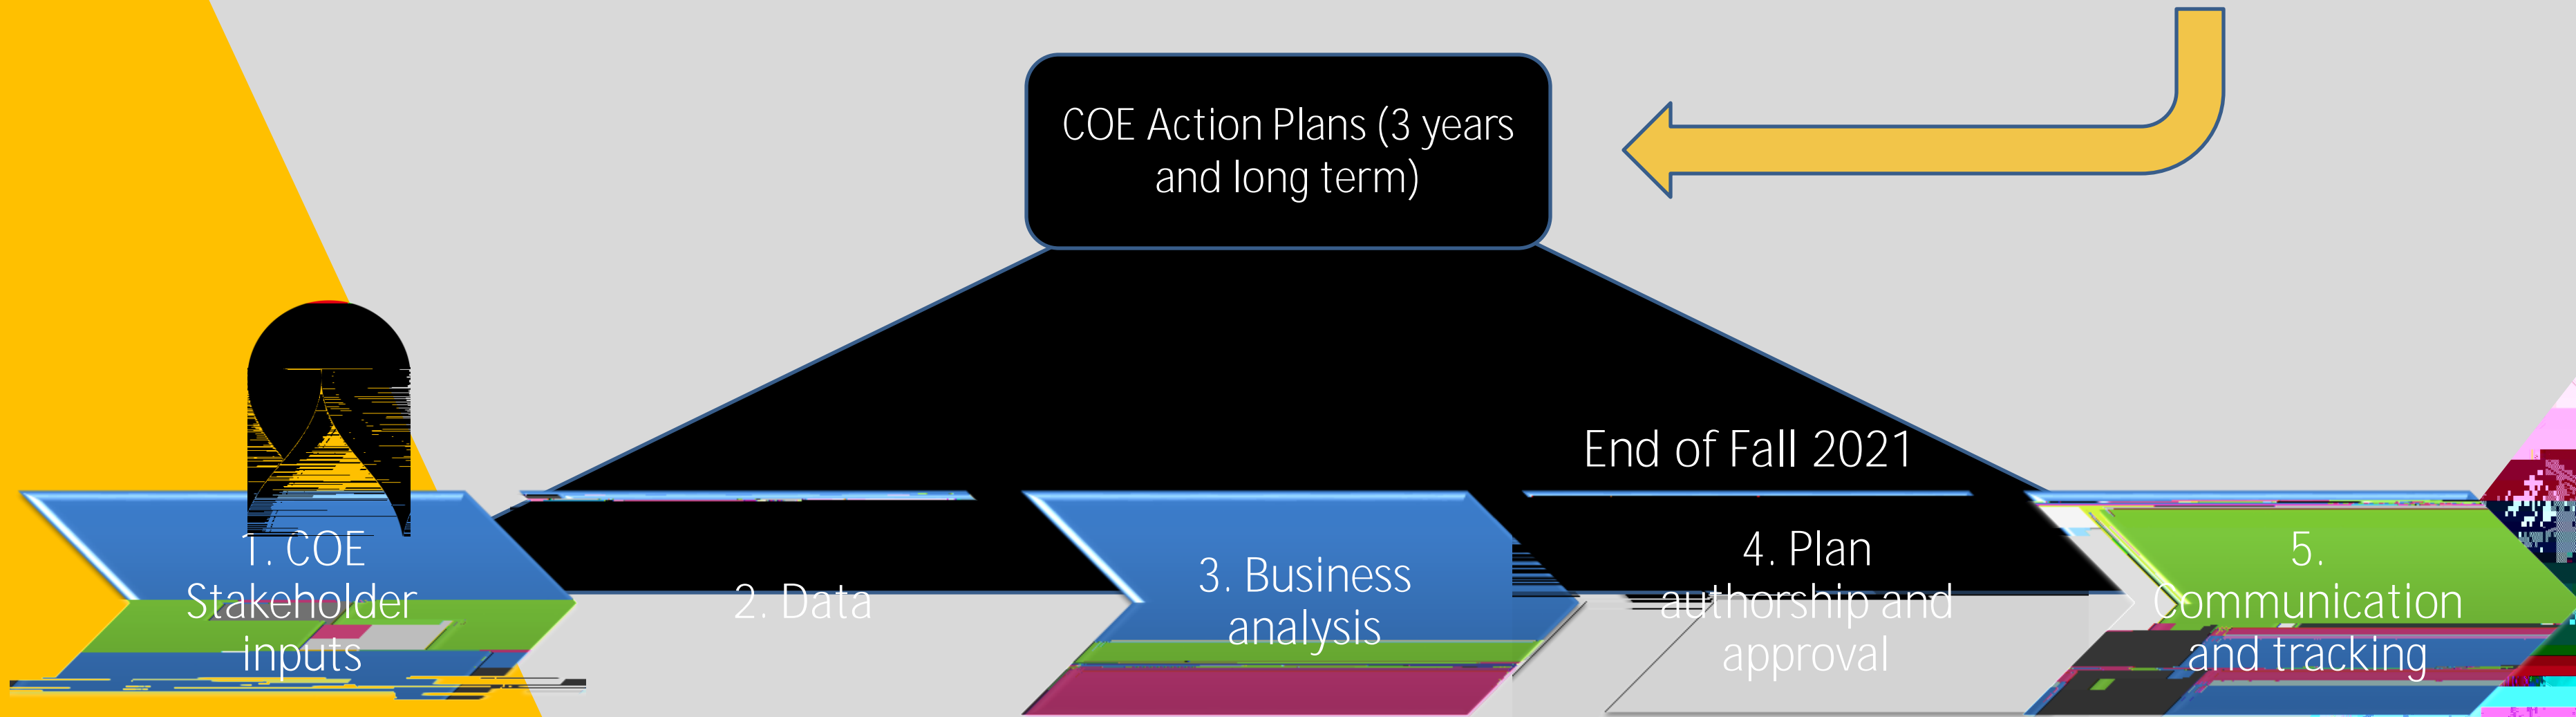 COE Action Plans (3 years
and long term)
End of Fall 2021
1. COE
Stakeholder
inputs
2. Data
3. Business
analysis
4. Plan
authorship and
approval
5.
Communication
and tracking